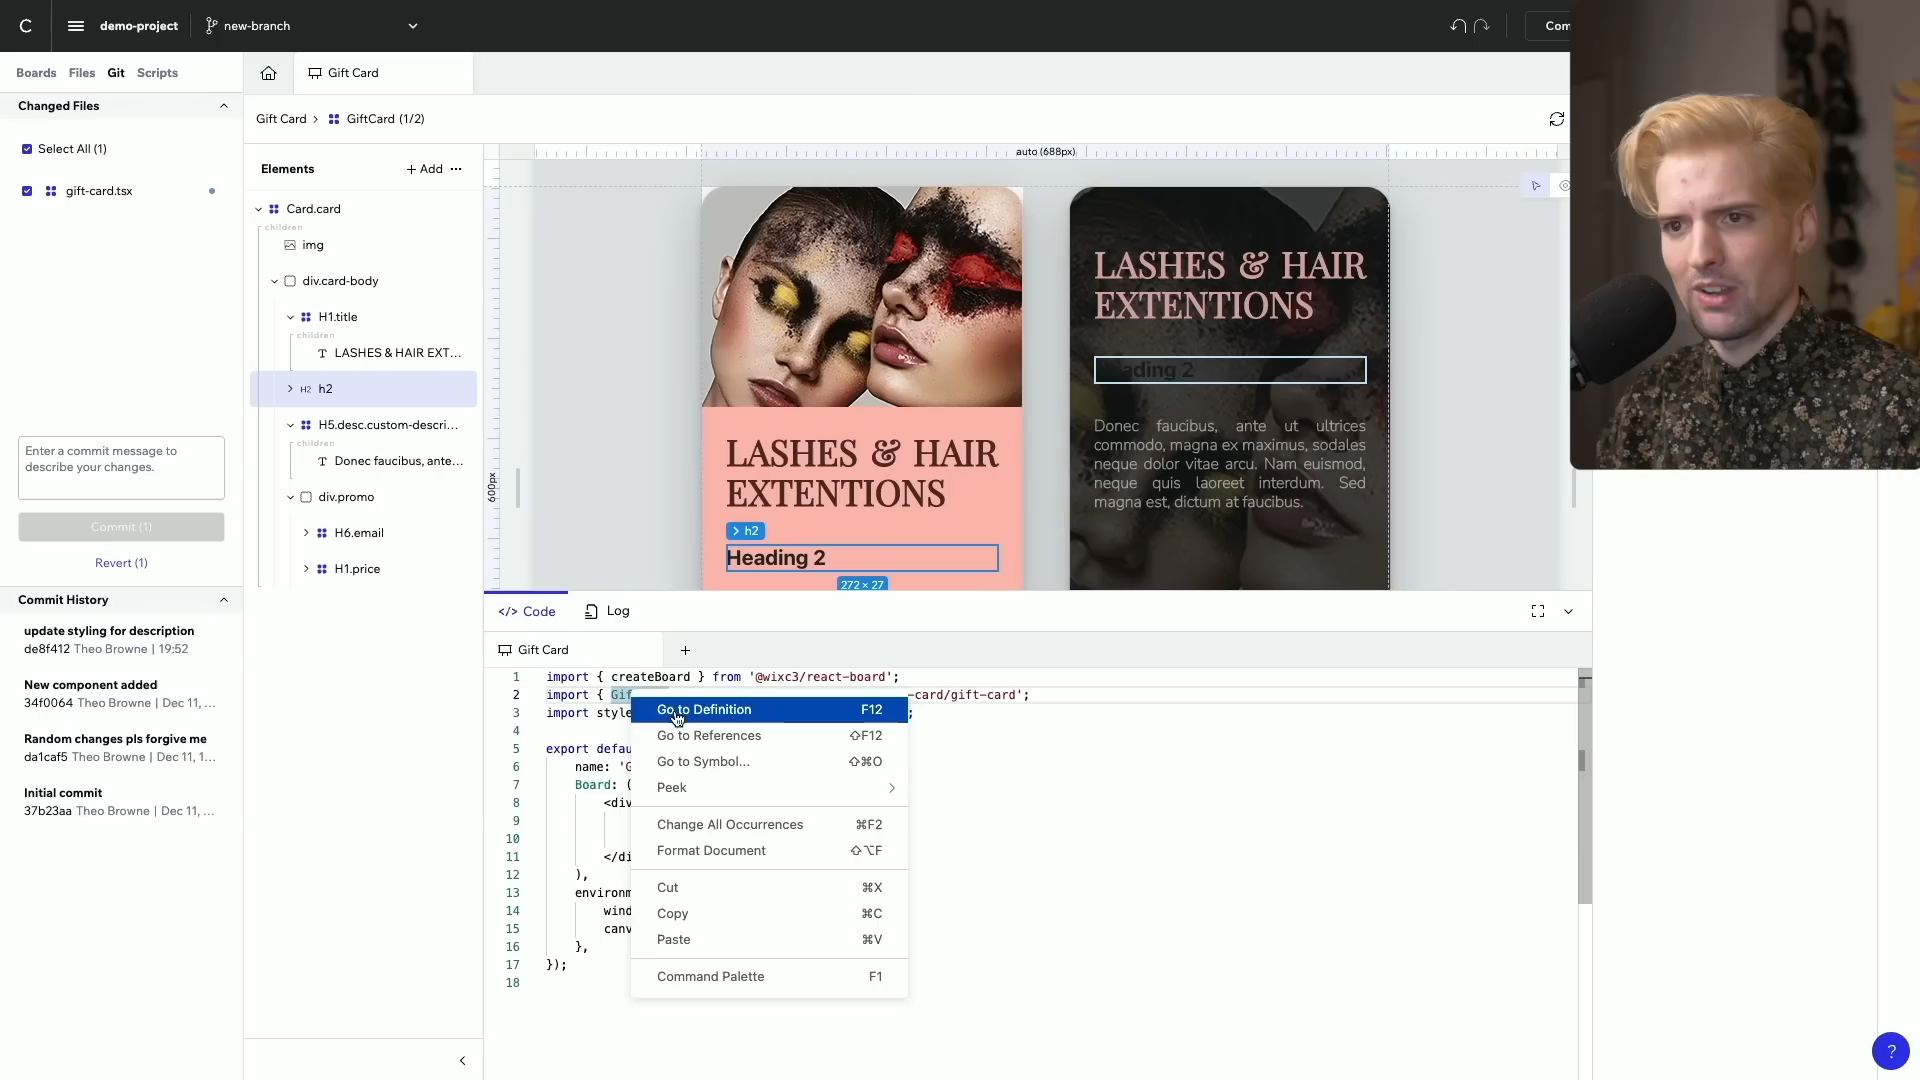 C
demo-project
new-branch
Com
Boards Files Git Scripts
Gift Card
Changed Files
Gift Card > GiftCard (1/2)
Select All (1)
gift-card.tsx
Elements
+ Add
auto (688px)
Card.card
children
img
div.card-body
H1.title
children
LASHES & HAIR EXT...
H2 h2
H5.desc.custom-descri...
children
Donec faucibus, ante...
div.promo
H6.email
H1.price
Enter a commit message to
describe your changes.
Commit (1)
Revert (1)
Commit History
update styling for description
de8f412 Theo Browne | 19:52
New component added
34f0064 Theo Browne | Dec 11, ...
Random changes pls forgive me
da1caf5 Theo Browne | Dec 11, 1...
Initial commit
37b23aa Theo Browne | Dec 11, ...
600px
LASHES & HAIR
EXTENTIONS
h2
Heading 2
272 × 27
LASHES & HAIR
EXTENTIONS
eading 2
Donec faucibus, ante ut ultrices
commodo, magna ex maximus, sodales
neque dolor vitae arcu. Nam euismod,
neque quis laoreet interdum. Sed
magna est, dictum at faucibus.
</> Code
Log
Gift Card
+
1 import { createBoard } from '@wixc3/react-board';
2 import { Gif -card/gift-card';
3 import style ;
4
5 export defau
6 name: 'G
7 Board: (
8 <div
9
10
11 </di
12 ),
13 environm
14 wind
15 canv
16 },
17 });
18
Go to Definition F12
Go to References ⇧F12
Go to Symbol... ⇧⌘O
Peek
Change All Occurrences ⌘F2
Format Document ⇧⌥F
Cut ⌘X
Copy ⌘C
Paste ⌘V
Command Palette F1
?